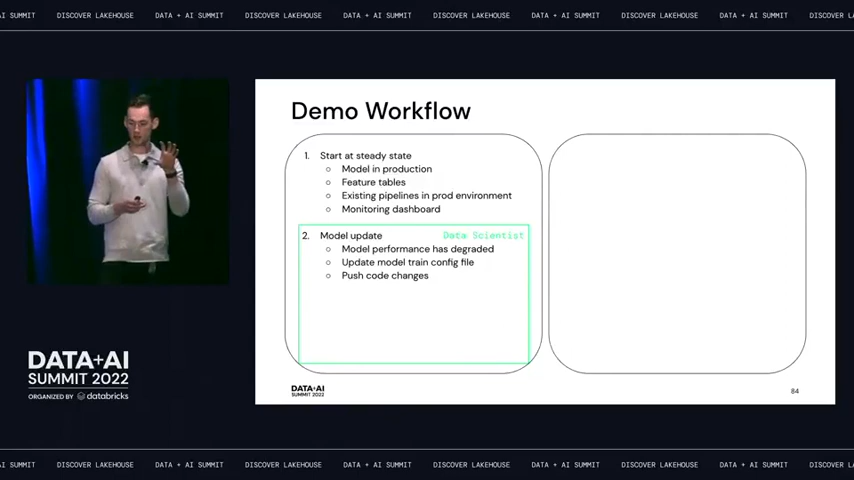 AI SUMMIT DISCOVER LAKEHOUSE DATA + AI SUMMIT DISCOVER LAKEHOUSE DATA + AI SUMMIT DISCOVER LAKEHOUSE DATA + AI SUMMIT DISCOVER LAKEHOUSE DATA + AI SUMMIT DISCOVER LA
Demo Workflow
1. Start at steady state
○ Model in production
○ Feature tables
○ Existing pipelines in prod environment
○ Monitoring dashboard
2. Model update Data Scientist
○ Model performance has degraded
○ Update model train config file
○ Push code changes
DATA+AI
SUMMIT 2022
84
DATA+AI
SUMMIT 2022
ORGANIZED BY databricks
AI SUMMIT DISCOVER LAKEHOUSE DATA + AI SUMMIT DISCOVER LAKEHOUSE DATA + AI SUMMIT DISCOVER LAKEHOUSE DATA + AI SUMMIT DISCOVER LAKEHOUSE DATA + AI SUMMIT DISCOVER LA